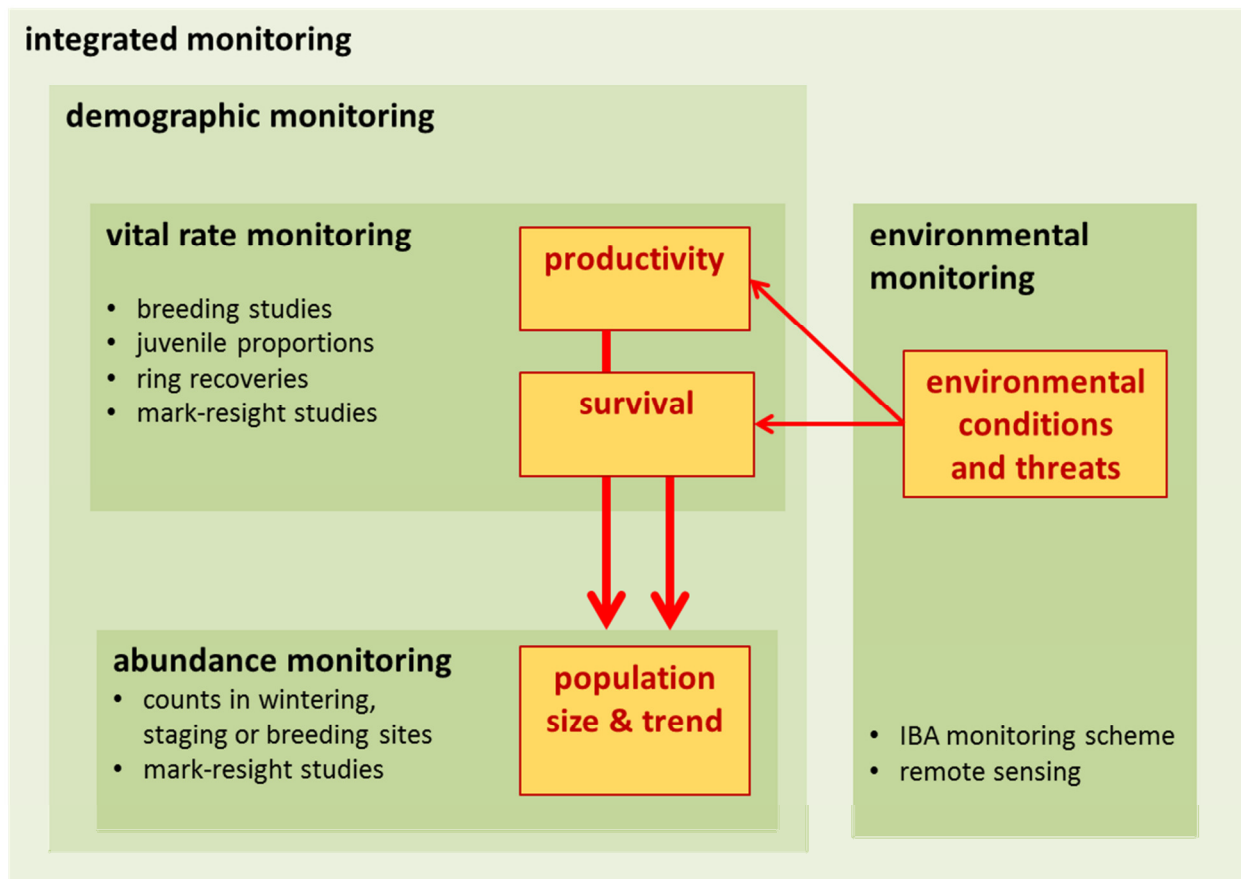 integrated monitoring
demographic monitoring
vital rate monitoring
• breeding studies
• juvenile proportions
• ring recoveries
• mark-resight studies
productivity
survival
abundance monitoring
• counts in wintering,
staging or breeding sites
• mark-resight studies
population
size & trend
environmental
monitoring
environmental
conditions
and threats
• IBA monitoring scheme
• remote sensing